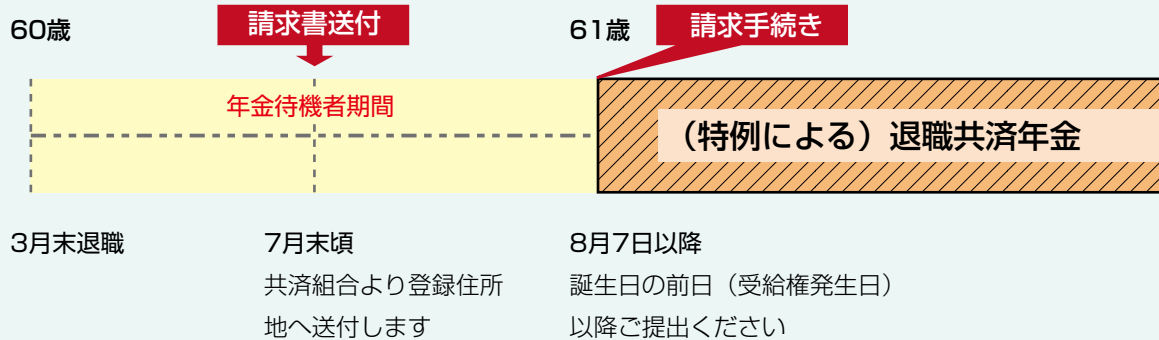 60歳
請求書送付
61歳
請求手続き
年金待機者期間
（特例による）退職共済年金
3月末退職
7月末頃
共済組合より登録住所
地へ送付します
8月7日以降
誕生日の前日（受給権発生日）
以降ご提出ください